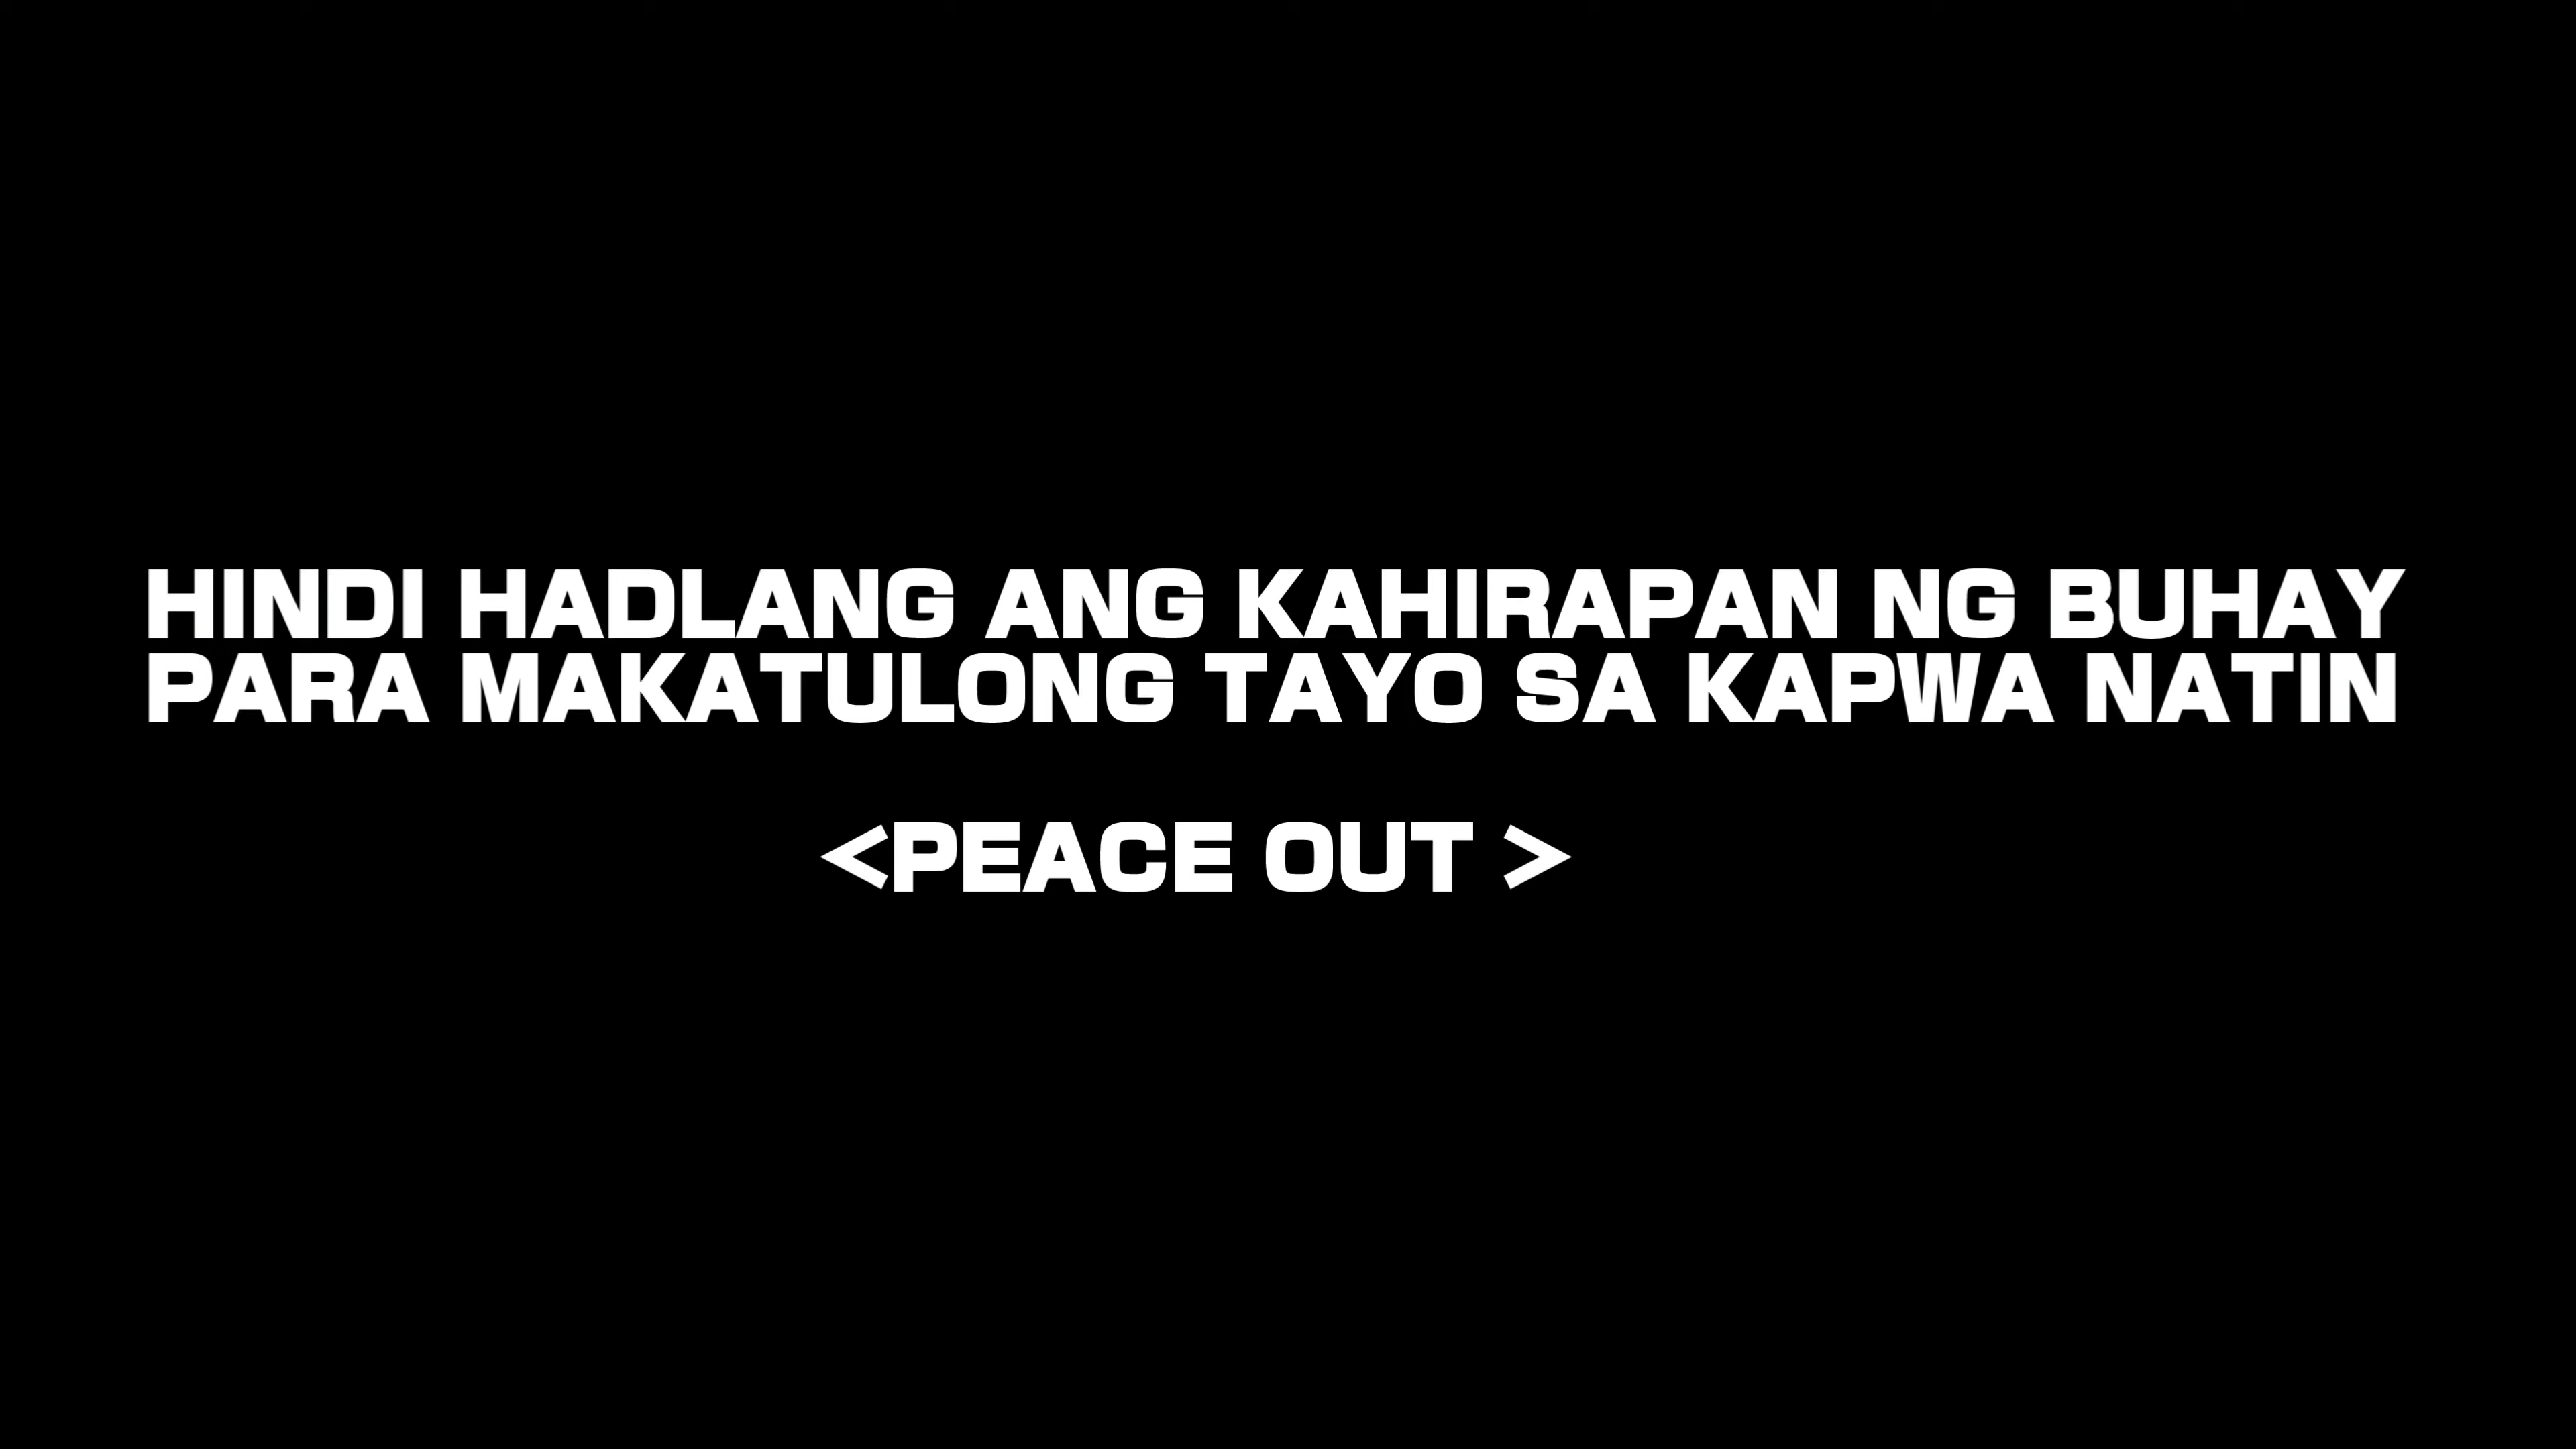 HINDI HADLANG ANG KAHIRAPAN NG BUHAY
PARA MAKATULONG TAYO SA KAPWA NATIN
<PEACE OUT >